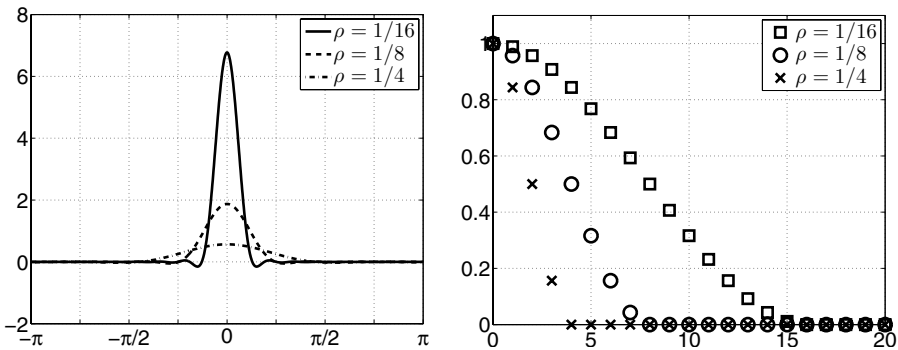 8
6
4
2
0
−2
−π
−π/2
0
π/2
π
ρ = 1/16
ρ = 1/8
ρ = 1/4
0.8
0.6
0.4
0.2
0
0
5
10
15
20
ρ = 1/16
ρ = 1/8
ρ = 1/4